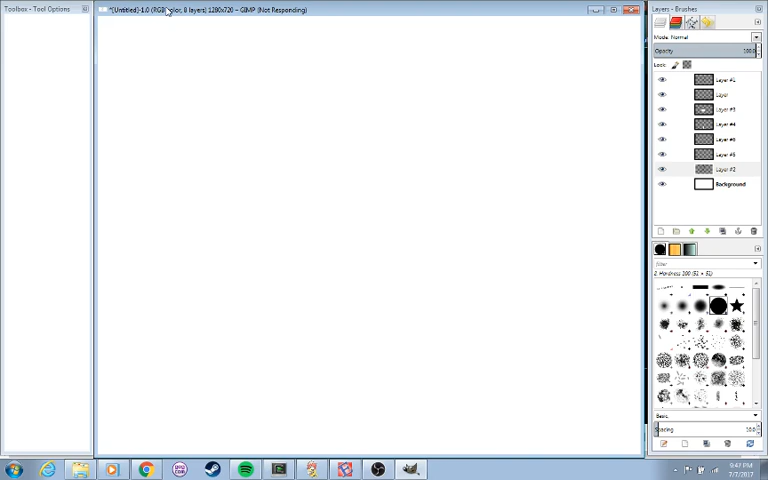 Toolbox - Tool Options
*[Untitled]-1.0 (RGB color, 8 layers) 1280x720 – GIMP (Not Responding)
Layers - Brushes
Mode: Normal
Opacity 100.0
Lock:
Layer #1
Layer
Layer #3
Layer #4
Layer #6
Layer #5
Layer #2
Background
filter
2. Hardness 100 (51 × 51)
Basic
Spacing 10.0
9:47 PM
7/7/2017